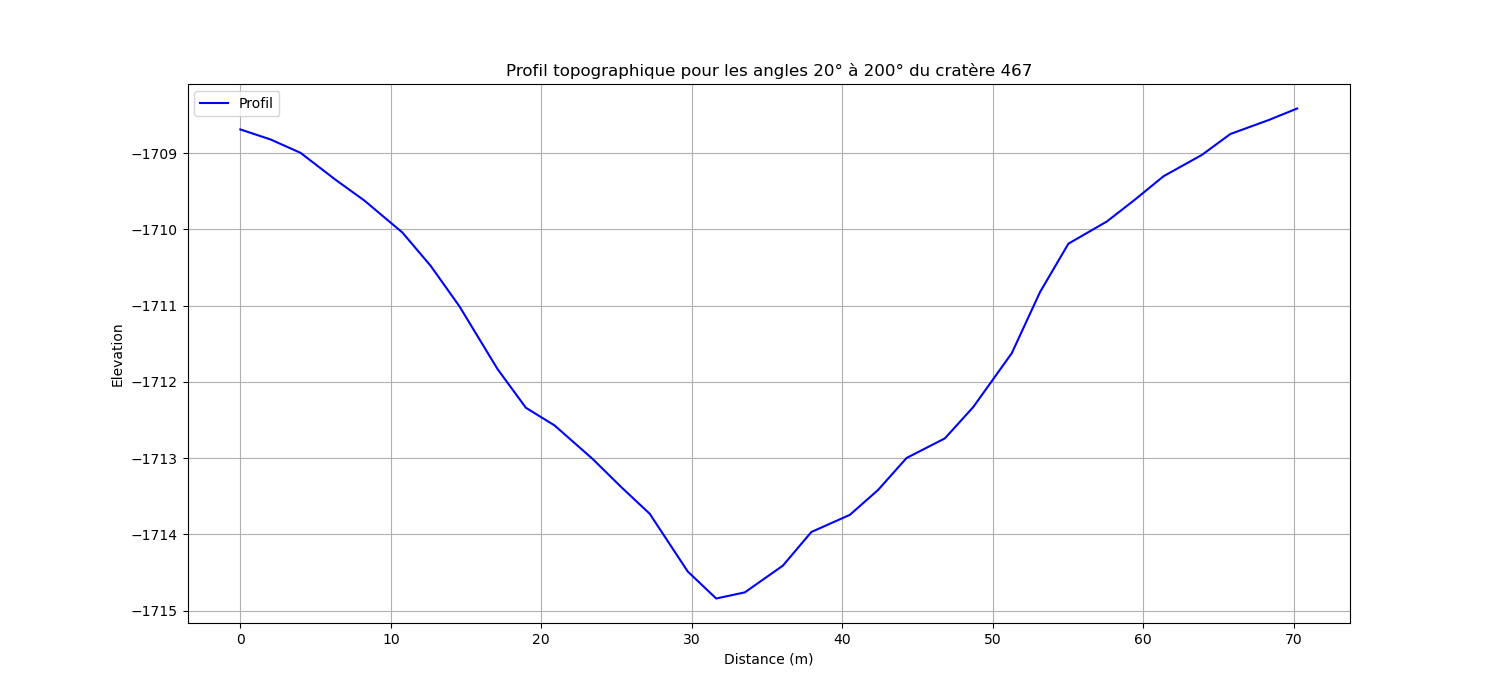 Profil topographique pour les angles 20° à 200° du cratère 467
Profil
−1709
−1710
−1711
−1712
−1713
−1714
−1715
Elevation
0 10 20 30 40 50 60 70
Distance (m)